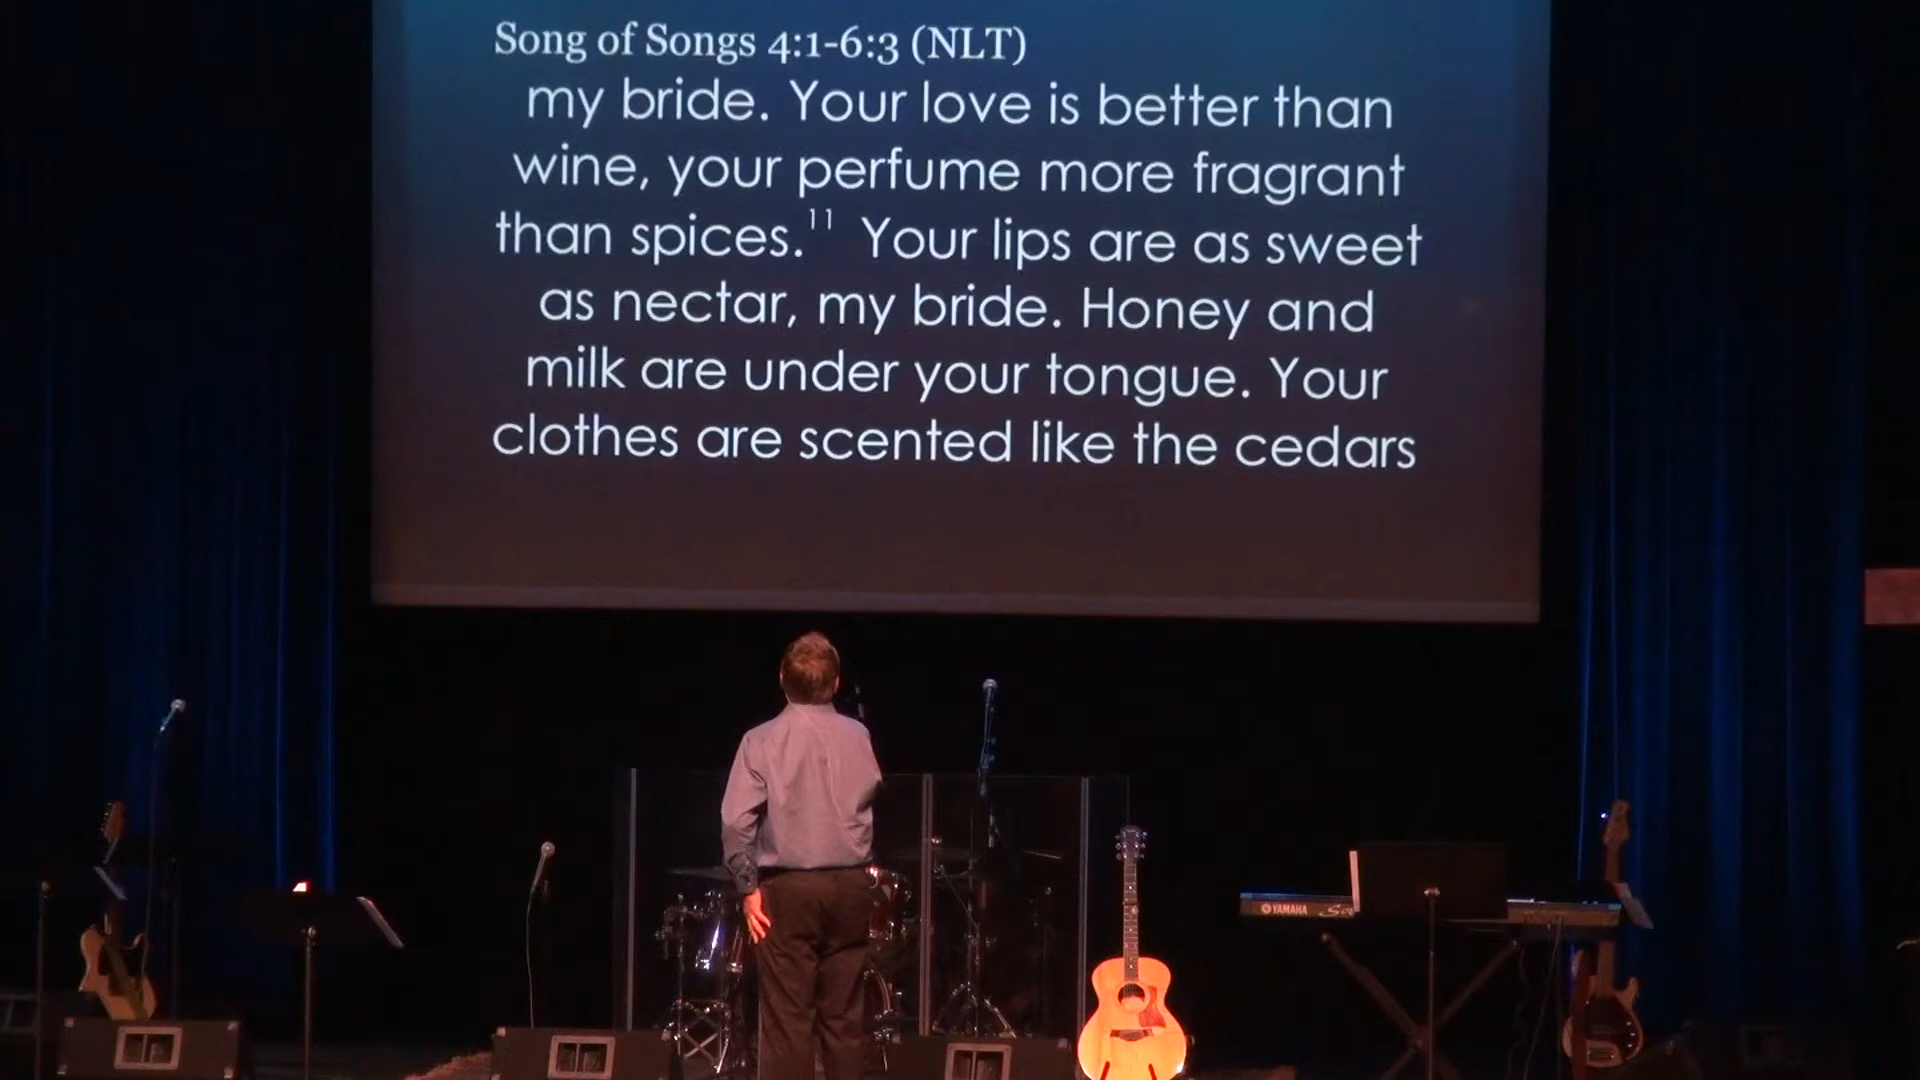 Song of Songs 4:1-6:3 (NLT)
my bride. Your love is better than
wine, your perfume more fragrant
than spices.11 Your lips are as sweet
as nectar, my bride. Honey and
milk are under your tongue. Your
clothes are scented like the cedars
YAMAHA